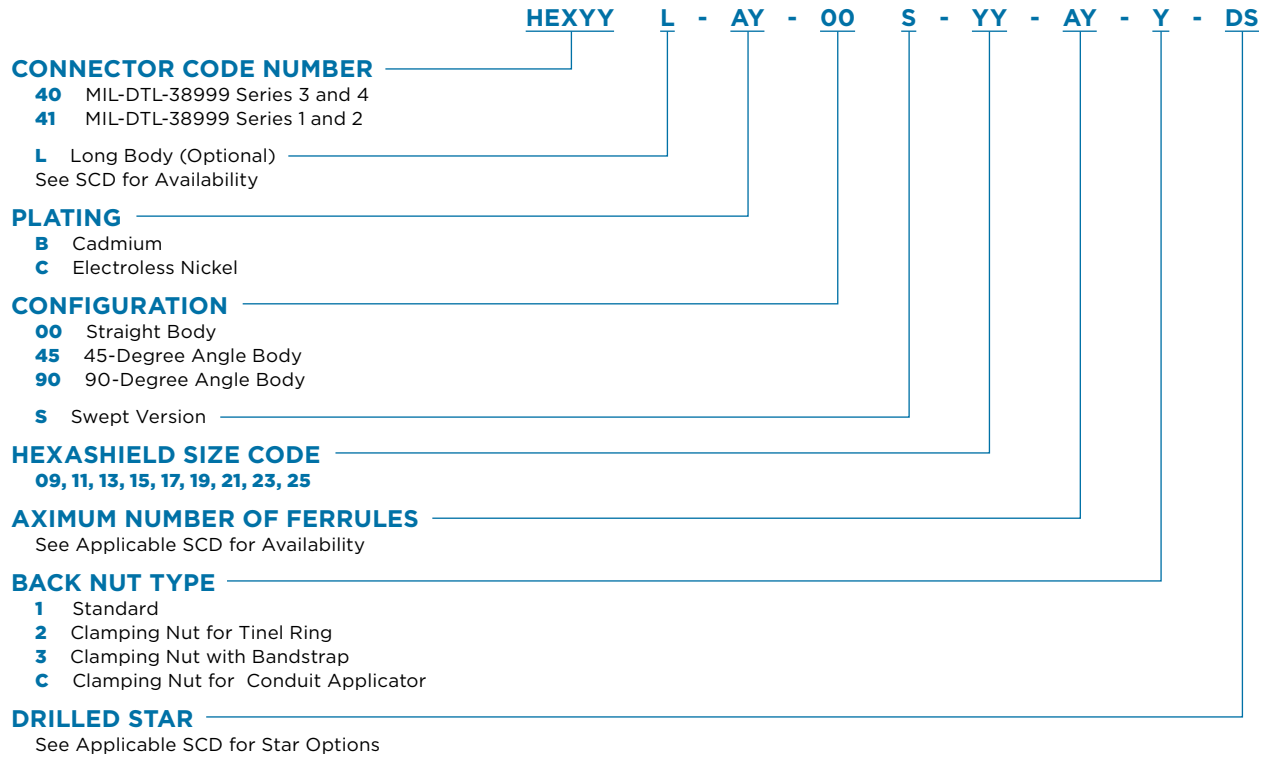 HEXYY L - AY - 00 S - YY - AY - Y - DS
CONNECTOR CODE NUMBER
40 MIL-DTL-38999 Series 3 and 4
41 MIL-DTL-38999 Series 1 and 2
L Long Body (Optional)
See SCD for Availability
PLATING
B Cadmium
C Electroless Nickel
CONFIGURATION
00 Straight Body
45 45-Degree Angle Body
90 90-Degree Angle Body
S Swept Version
HEXASHIELD SIZE CODE
09, 11, 13, 15, 17, 19, 21, 23, 25
AXIMUM NUMBER OF FERRULES
See Applicable SCD for Availability
BACK NUT TYPE
1 Standard
2 Clamping Nut for Tinel Ring
3 Clamping Nut with Bandstrap
C Clamping Nut for Conduit Applicator
DRILLED STAR
See Applicable SCD for Star Options